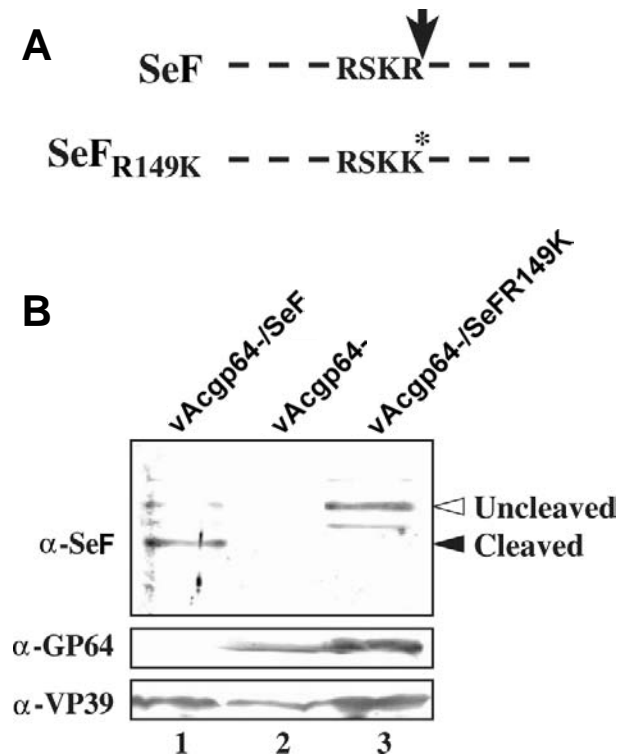 A
SeF – – – RSKR – – – –
SeF R149K – – – RSKK* – – – –
B
vAcgp64-/SeF
vAcgp64-
vAcgp64-/SeFR149K
α-SeF
Uncleaved
Cleaved
α-GP64
α-VP39
1 2 3